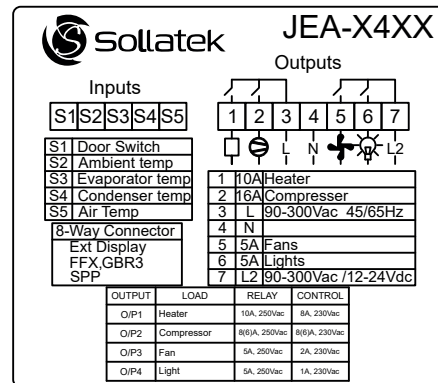 Sollatek
JEA-X4XX
Inputs
Outputs
S1 S2 S3 S4 S5
1 2 3 4 5 6 7
L N L2
S1 Door Switch
S2 Ambient temp
S3 Evaporator temp
S4 Condenser temp
S5 Air Temp
8-Way Connector
Ext Display
FFX,GBR3
SPP
1 10A Heater
2 16A Compresser
3 L 90-300Vac 45/65Hz
4 N
5 5A Fans
6 5A Lights
7 L2 90-300Vac /12-24Vdc
OUTPUT LOAD RELAY CONTROL
O/P1 Heater 10A, 250Vac 8A, 230Vac
O/P2 Compressor 8(6)A, 250Vac 8(6)A, 230Vac
O/P3 Fan 5A, 250Vac 2A, 230Vac
O/P4 Light 5A, 250Vac 1A, 230Vac